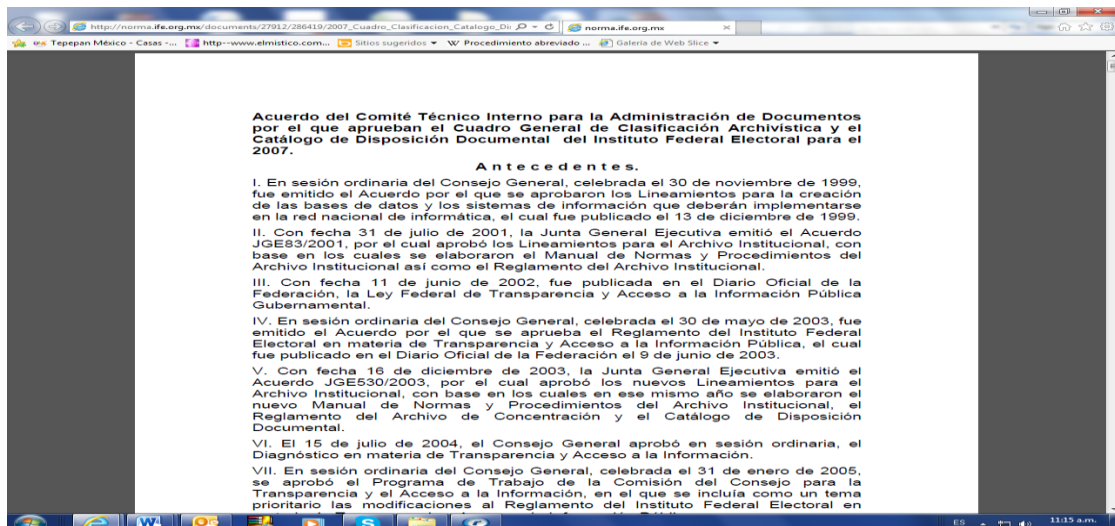 http://norma.ife.org.mx/documents/27912/286419/2007_Cuadro_Clasificacion_Catalogo_Di
norma.ife.org.mx
Tepepan México - Casas -...
http--www.elmistico.com...
Sitios sugeridos
W Procedimiento abreviado ...
Galería de Web Slice
Acuerdo del Comité Técnico Interno para la Administración de Documentos
por el que aprueban el Cuadro General de Clasificación Archivística y el
Catálogo de Disposición Documental del Instituto Federal Electoral para el
2007.
Antecedentes.
I. En sesión ordinaria del Consejo General, celebrada el 30 de noviembre de 1999,
fue emitido el Acuerdo por el que se aprobaron los Lineamientos para la creación
de las bases de datos y los sistemas de información que deberán implementarse
en la red nacional de informática, el cual fue publicado el 13 de diciembre de 1999.
II. Con fecha 31 de julio de 2001, la Junta General Ejecutiva emitió el Acuerdo
JGE83/2001, por el cual aprobó los Lineamientos para el Archivo Institucional, con
base en los cuales se elaboraron el Manual de Normas y Procedimientos del
Archivo Institucional así como el Reglamento del Archivo Institucional.
III. Con fecha 11 de junio de 2002, fue publicada en el Diario Oficial de la
Federación, la Ley Federal de Transparencia y Acceso a la Información Pública
Gubernamental.
IV. En sesión ordinaria del Consejo General, celebrada el 30 de mayo de 2003, fue
emitido el Acuerdo por el que se aprueba el Reglamento del Instituto Federal
Electoral en materia de Transparencia y Acceso a la Información Pública, el cual
fue publicado en el Diario Oficial de la Federación el 9 de junio de 2003.
V. Con fecha 16 de diciembre de 2003, la Junta General Ejecutiva emitió el
Acuerdo JGE530/2003, por el cual aprobó los nuevos Lineamientos para el
Archivo Institucional, con base en los cuales en ese mismo año se elaboraron el
nuevo Manual de Normas y Procedimientos del Archivo Institucional, el
Reglamento del Archivo de Concentración y el Catálogo de Disposición
Documental.
VI. El 15 de julio de 2004, el Consejo General aprobó en sesión ordinaria, el
Diagnóstico en materia de Transparencia y Acceso a la Información.
VII. En sesión ordinaria del Consejo General, celebrada el 31 de enero de 2005,
se aprobó el Programa de Trabajo de la Comisión del Consejo para la
Transparencia y el Acceso a la Información, en el que se incluía como un tema
prioritario las modificaciones al Reglamento del Instituto Federal Electoral en
ES
11:15 a.m.